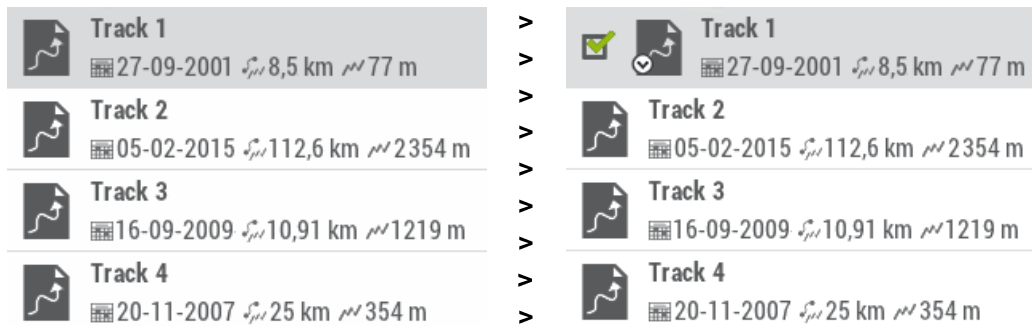 Track 1
27-09-2001 8,5 km 77 m
Track 2
05-02-2015 112,6 km 2354 m
Track 3
16-09-2009 10,91 km 1219 m
Track 4
20-11-2007 25 km 354 m
>
>
>
>
>
>
>
>
>
Track 1
27-09-2001 8,5 km 77 m
Track 2
05-02-2015 112,6 km 2354 m
Track 3
16-09-2009 10,91 km 1219 m
Track 4
20-11-2007 25 km 354 m